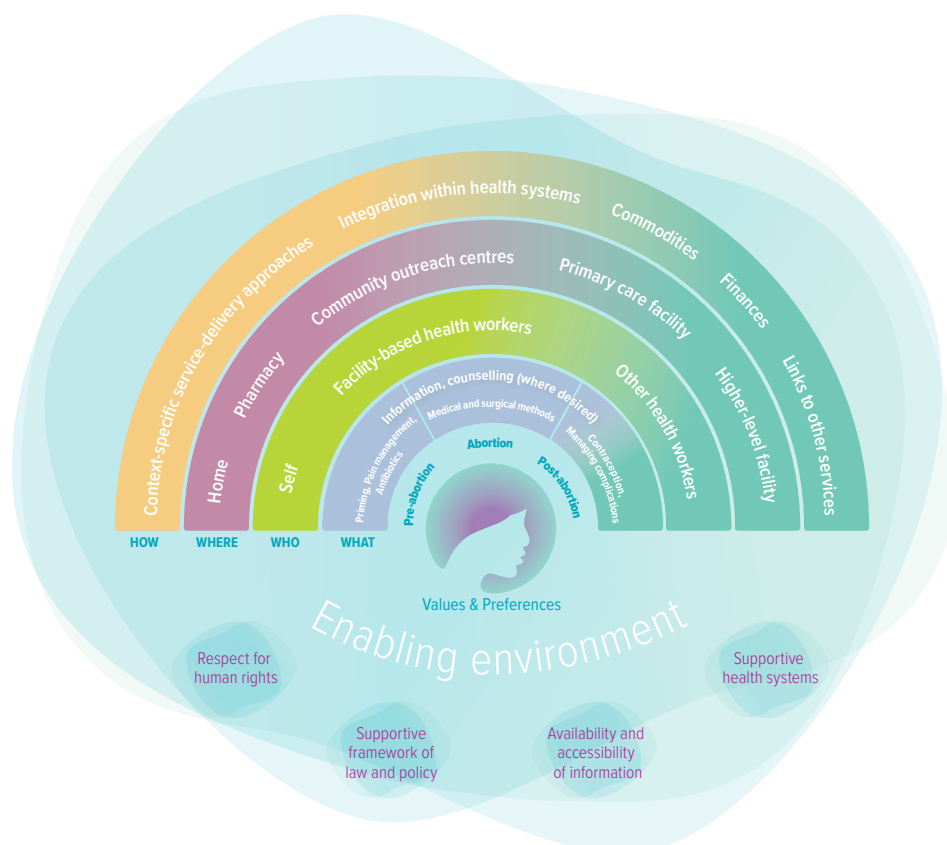 Context-specific service-delivery approaches
Integration within health systems
Commodities
Finances
Links to other services
Home
Pharmacy
Community outreach centres
Primary care facility
Higher-level facility
Self
Facility-based health workers
Other health workers
Information, counselling (where desired)
Priming, Pain management,
Antibiotics
Medical and surgical methods
Contraception,
Managing complications
Pre-abortion
Abortion
Post-abortion
HOW
WHERE
WHO
WHAT
Values & Preferences
Enabling environment
Respect for
human rights
Supportive
framework of
law and policy
Availability and
accessibility
of information
Supportive
health systems